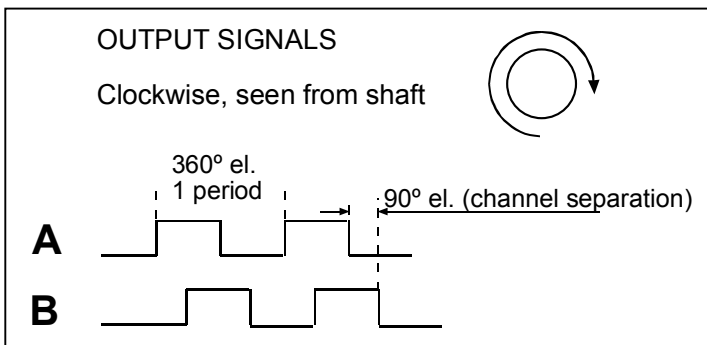 OUTPUT SIGNALS
Clockwise, seen from shaft
360º el.
1 period
90º el. (channel separation)
A
B